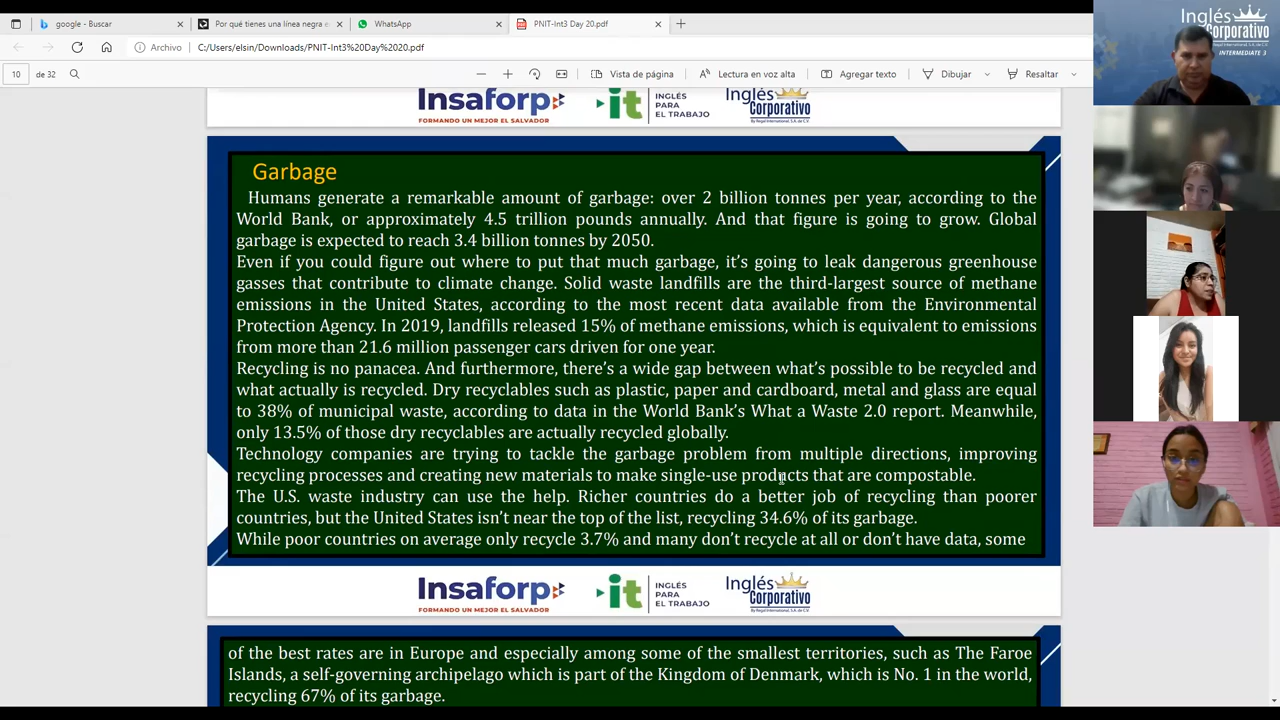 google - Buscar
Por qué tienes una línea negra e
WhatsApp
PNIT-Int3 Day 20.pdf
Archivo
C:/Users/elsin/Downloads/PNIT-Int3%20Day%2020.pdf
10 de 32
Vista de página
Lectura en voz alta
Agregar texto
Dibujar
Resaltar
Inglés
Corporativo
by Regal International, S.A. de C.V.
INTERMEDIATE 3
Insaforp
FORMANDO UN MEJOR EL SALVADOR
it
INGLÉS
PARA
EL TRABAJO
Inglés
Corporativo
By Regal International, S.A. de C.V.
Garbage
Humans generate a remarkable amount of garbage: over 2 billion tonnes per year, according to the
World Bank, or approximately 4.5 trillion pounds annually. And that figure is going to grow. Global
garbage is expected to reach 3.4 billion tonnes by 2050.
Even if you could figure out where to put that much garbage, it’s going to leak dangerous greenhouse
gasses that contribute to climate change. Solid waste landfills are the third-largest source of methane
emissions in the United States, according to the most recent data available from the Environmental
Protection Agency. In 2019, landfills released 15% of methane emissions, which is equivalent to emissions
from more than 21.6 million passenger cars driven for one year.
Recycling is no panacea. And furthermore, there’s a wide gap between what’s possible to be recycled and
what actually is recycled. Dry recyclables such as plastic, paper and cardboard, metal and glass are equal
to 38% of municipal waste, according to data in the World Bank’s What a Waste 2.0 report. Meanwhile,
only 13.5% of those dry recyclables are actually recycled globally.
Technology companies are trying to tackle the garbage problem from multiple directions, improving
recycling processes and creating new materials to make single-use products that are compostable.
The U.S. waste industry can use the help. Richer countries do a better job of recycling than poorer
countries, but the United States isn’t near the top of the list, recycling 34.6% of its garbage.
While poor countries on average only recycle 3.7% and many don’t recycle at all or don’t have data, some
Insaforp
FORMANDO UN MEJOR EL SALVADOR
it
INGLÉS
PARA
EL TRABAJO
Inglés
Corporativo
By Regal International, S.A. de C.V.
of the best rates are in Europe and especially among some of the smallest territories, such as The Faroe
Islands, a self-governing archipelago which is part of the Kingdom of Denmark, which is No. 1 in the world,
recycling 67% of its garbage.